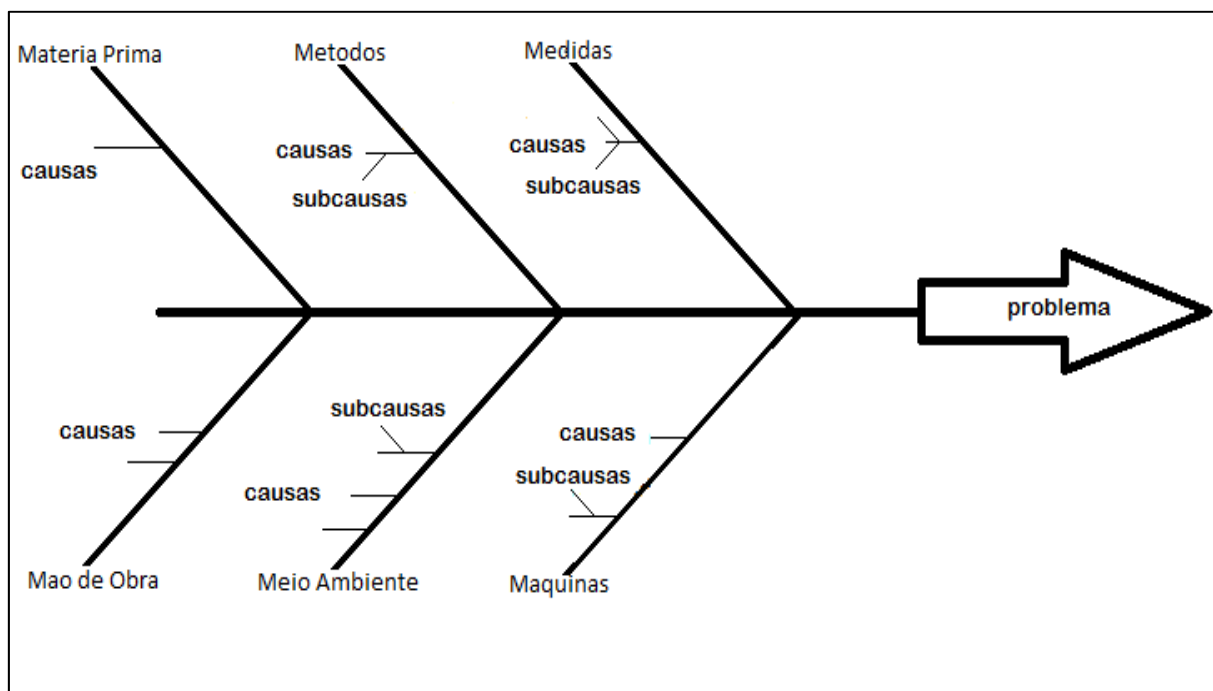 Materia Prima
Metodos
Medidas
causas
causas
subcausas
causas
subcausas
problema
causas
subcausas
causas
causas
subcausas
Mao de Obra
Meio Ambiente
Maquinas